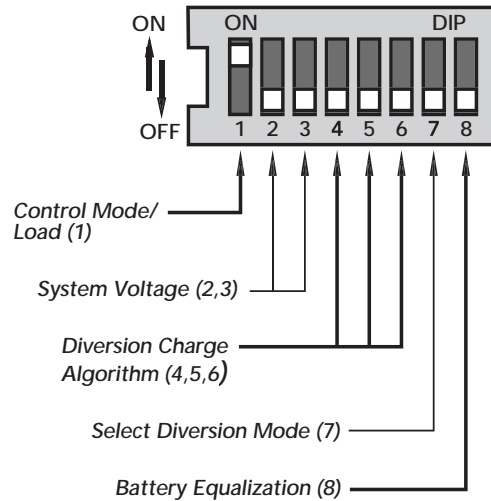 ON
ON DIP
OFF
1 2 3 4 5 6 7 8
Control Mode/
Load (1)
System Voltage (2,3)
Diversion Charge
Algorithm (4,5,6)
Select Diversion Mode (7)
Battery Equalization (8)